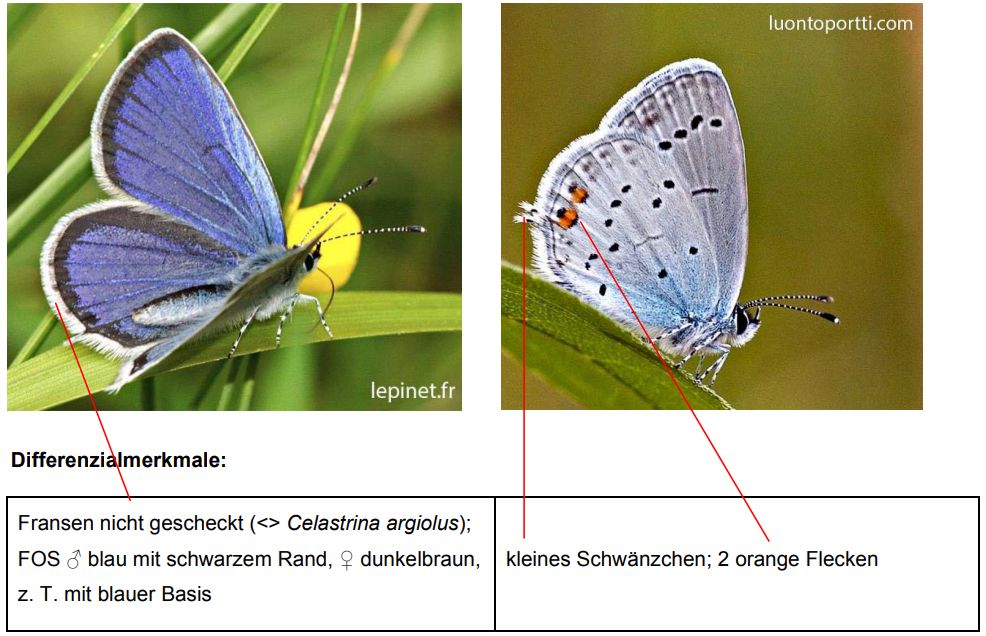 luontoportti.com
lepinet.fr
Differenzialmerkmale:
Fransen nicht gescheckt (<> Celastrina argiolus);
FOS ♂ blau mit schwarzem Rand, ♀ dunkelbraun,
z. T. mit blauer Basis
kleines Schwänzchen; 2 orange Flecken